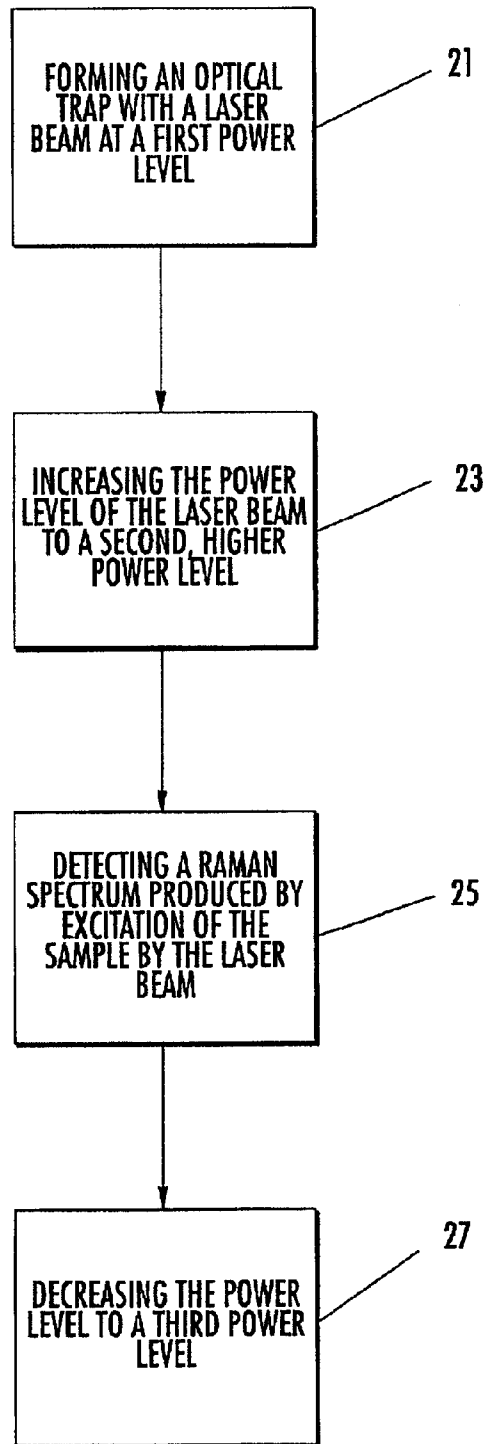 FORMING AN OPTICAL
TRAP WITH A LASER
BEAM AT A FIRST POWER
LEVEL
21
INCREASING THE POWER
LEVEL OF THE LASER BEAM
TO A SECOND, HIGHER
POWER LEVEL
23
DETECTING A RAMAN
SPECTRUM PRODUCED BY
EXCITATION OF THE
SAMPLE BY THE LASER
BEAM
25
DECREASING THE POWER
LEVEL TO A THIRD POWER
LEVEL
27